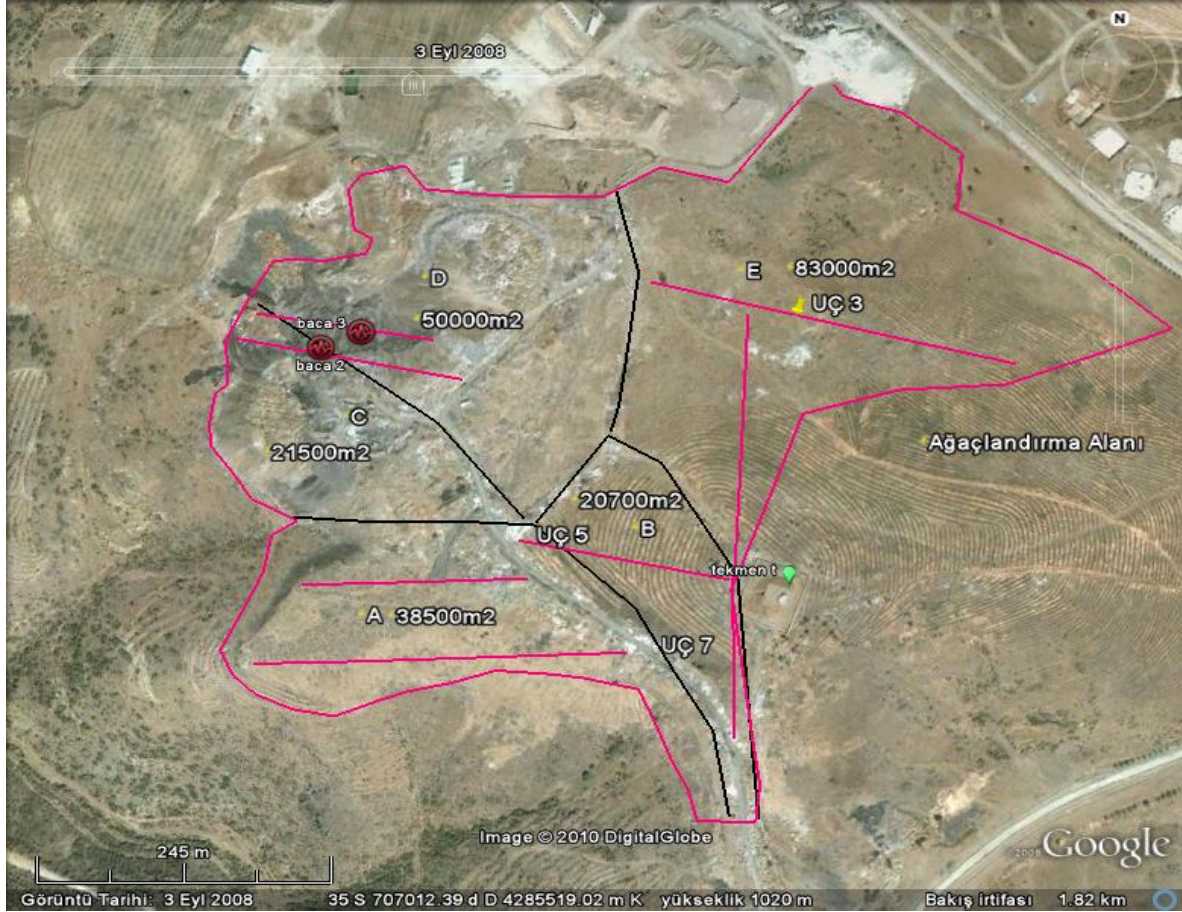 N
3 Eyl 2008
D
E
83000m2
UÇ 3
50000m2
baca 3
baca 2
C
21500m2
Ağaçlandırma Alanı
20700m2
B
UÇ 5
tekmen t
A
38500m2
UÇ 7
Image © 2010 DigitalGlobe
245 m
2009 Google
Görüntü Tarihi: 3 Eyl 2008 35 S 707012.39 d D 4285519.02 m K yükseklik 1020 m Bakış irtifası 1.82 km